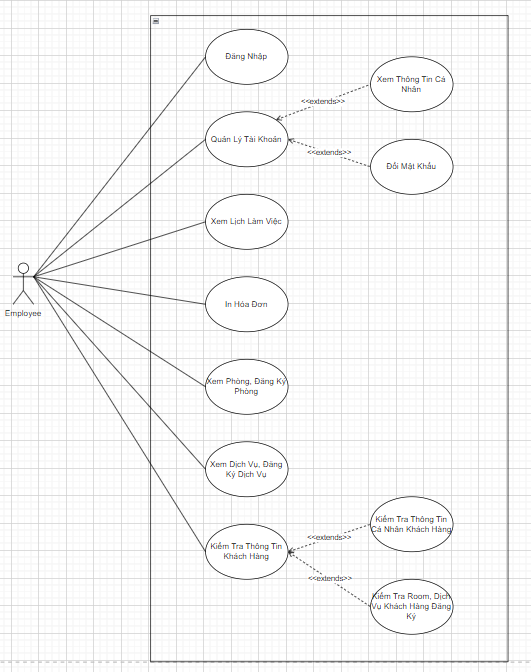 Đăng Nhập
Xem Thông Tin Cá
Nhân
<<extends>>
Quản Lý Tài Khoản
<<extends>>
Đổi Mật Khẩu
Xem Lịch Làm Việc
Employee
In Hóa Đơn
Xem Phòng, Đăng Ký
Phòng
Xem Dịch Vụ, Đăng
Ký Dịch Vụ
Kiểm Tra Thông Tin
Cá Nhân Khách Hàng
<<extends>>
Kiểm Tra Thông Tin
Khách Hàng
<<extends>>
Kiểm Tra Room, Dịch
Vụ Khách Hàng Đăng
Ký